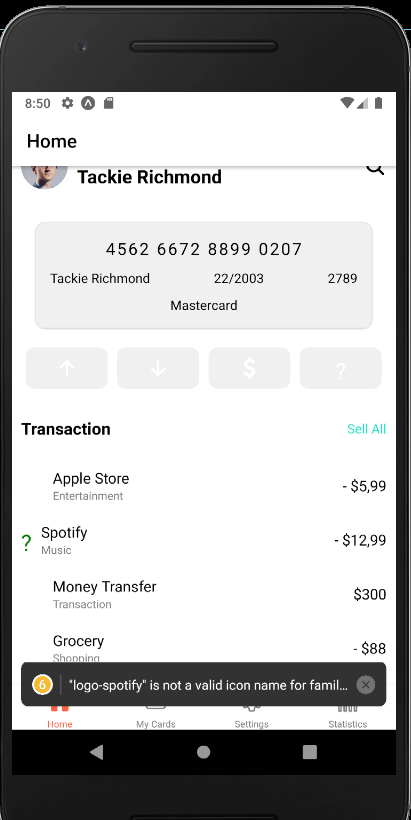 8:50
Home
Tackie Richmond
4562 6672 8899 0207
Tackie Richmond 22/2003 2789
Mastercard
$ ?
Transaction Sell All
Apple Store - $5,99
Entertainment
? Spotify - $12,99
Music
Money Transfer $300
Transaction
Grocery - $88
Shopping
6 "logo-spotify" is not a valid icon name for famil...
Home My Cards Settings Statistics